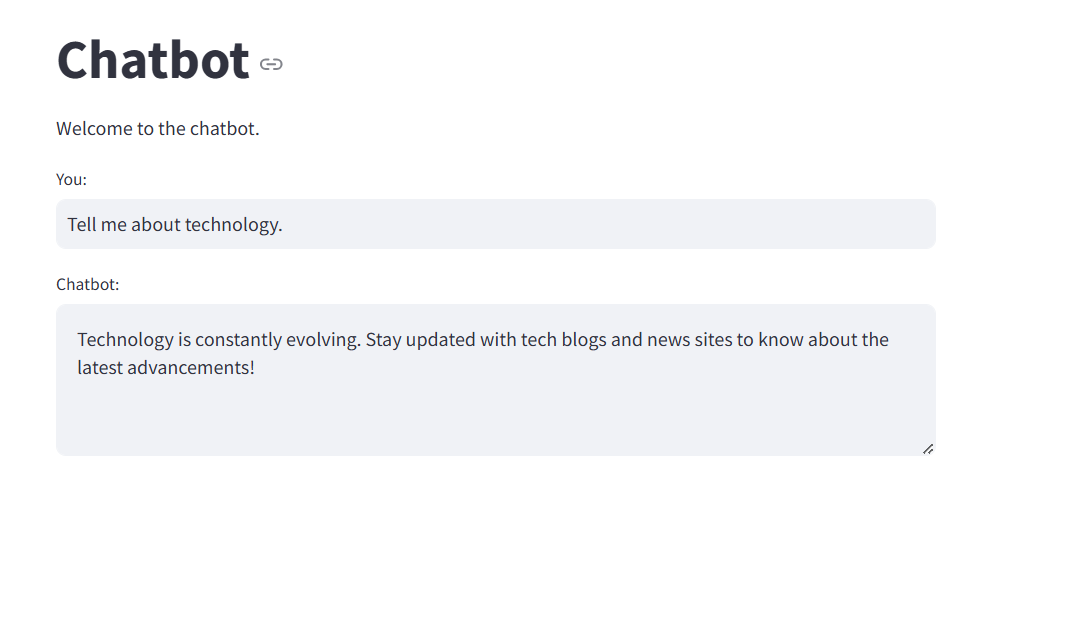 Chatbot
Welcome to the chatbot.
You:
Tell me about technology.
Chatbot:
Technology is constantly evolving. Stay updated with tech blogs and news sites to know about the
latest advancements!